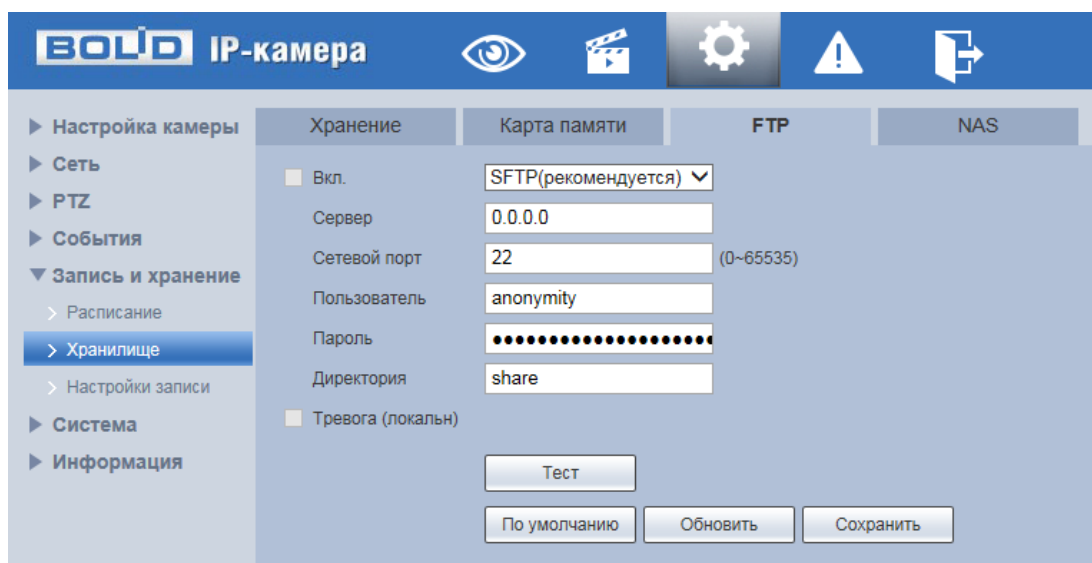 BOLID IP-камера
Настройка камеры
Сеть
PTZ
События
Запись и хранение
Расписание
Хранилище
Настройки записи
Система
Информация
Хранение Карта памяти FTP NAS
Вкл. SFTP(рекомендуется)
Сервер 0.0.0.0
Сетевой порт 22 (0~65535)
Пользователь anonymity
Пароль ●●●●●●●●●●●●●●●●●●●●
Директория share
Тревога (локальн)
Тест
По умолчанию Обновить Сохранить